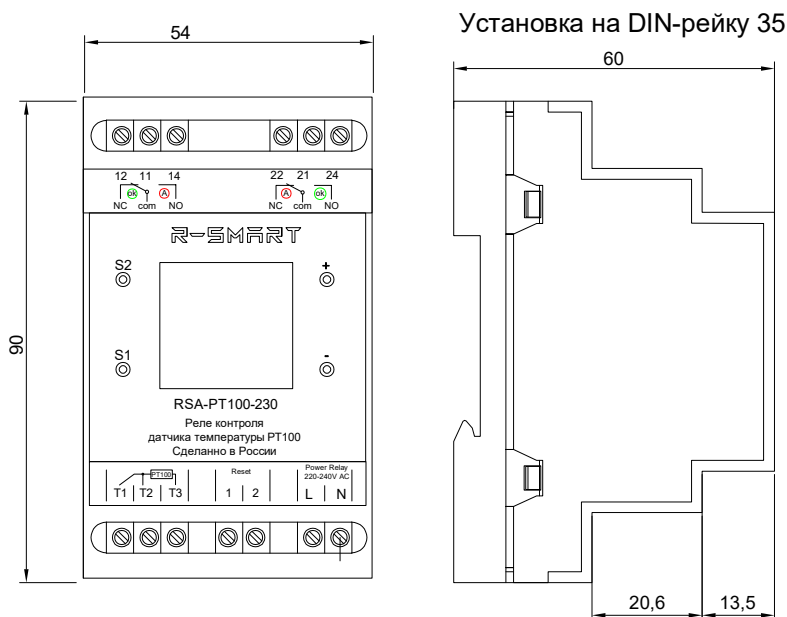 Установка на DIN-рейку 35
54
60
90
12 11 14
22 21 24
ok A
A ok
NC com NO
NC com NO
R-SMART
S2
+
S1
-
RSA-PT100-230
Реле контроля
датчика температуры PT100
Сделанно в России
PT100
Reset
Power Relay
220-240V AC
T1 T2 T3
1 2
L N
20,6
13,5